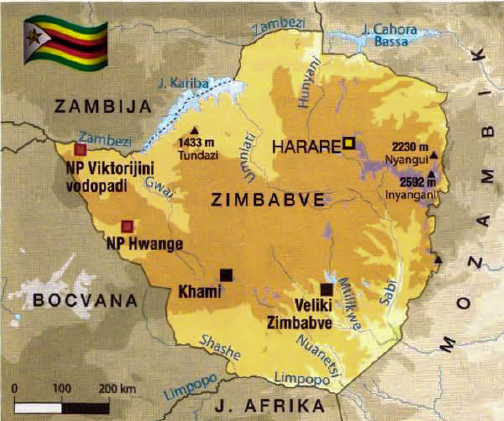 Zambezi
J. Cahora
Bassa
J. Kariba
Hunyani
ZAMBIJA
MOZAMBIK
Zambezi
1433 m
Tundazi
Umniati
HARARE
2230 m
Nyangui
NP Viktorijini
vodopadi
Gwai
2592 m
Inyangani
ZIMBABVE
NP Hwange
BOCVANA
Khami
Veliki
Zimbabve
Mutilikwe
Sabi
Shashe
Nuanetsi
Limpopo
Limpopo
0 100 200 km
J. AFRIKA